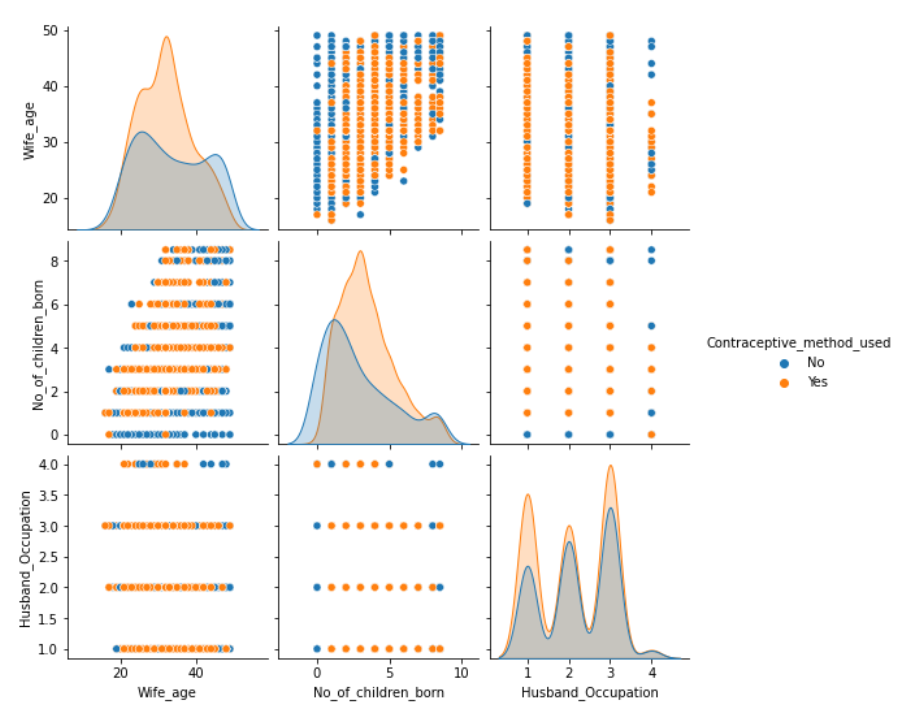 50
40
30
20
Wife_age
8
6
4
2
0
No_of_children_born
4.0
3.5
3.0
2.5
2.0
1.5
1.0
Husband_Occupation
20 40
Wife_age
0 5 10
No_of_children_born
1 2 3 4
Husband_Occupation
Contraceptive_method_used
No
Yes